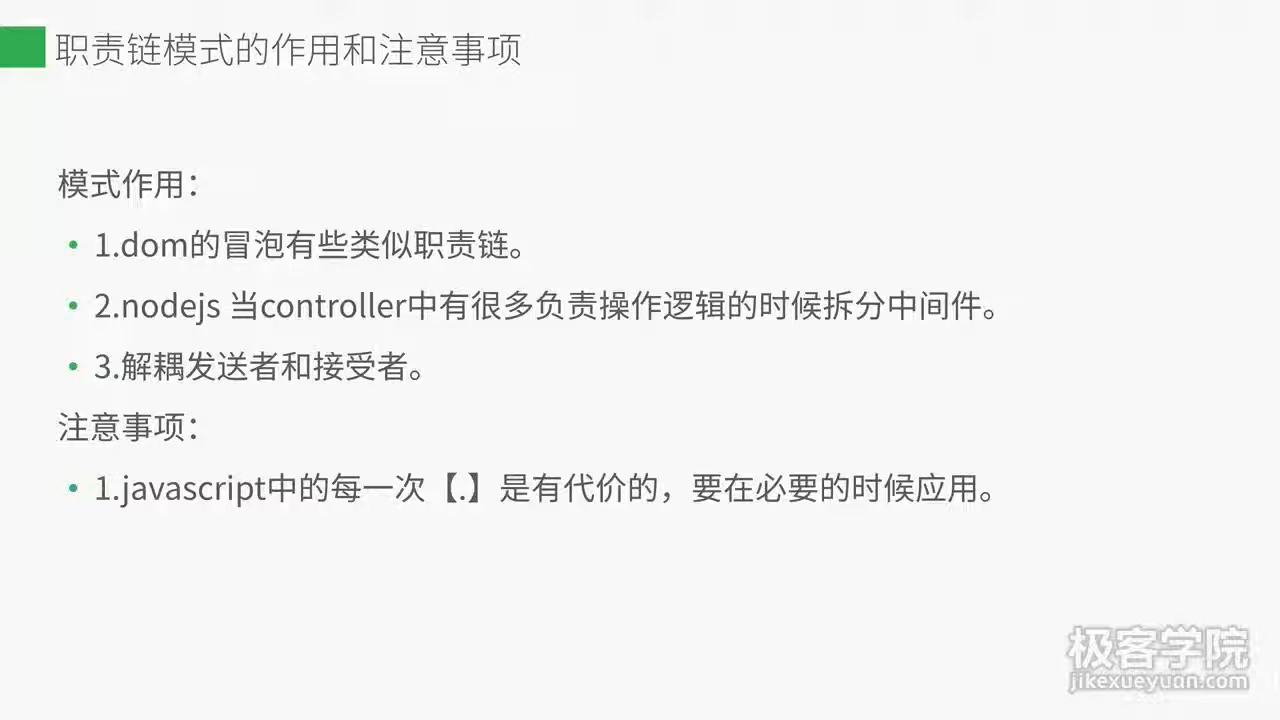 职责链模式的作用和注意事项
模式作用：
1.dom的冒泡有些类似职责链。
2.nodejs 当controller中有很多负责操作逻辑的时候拆分中间件。
3.解耦发送者和接受者。
注意事项：
1.javascript中的每一次【.】是有代价的，要在必要的时候应用。
极客学院
jikexueyuan.com